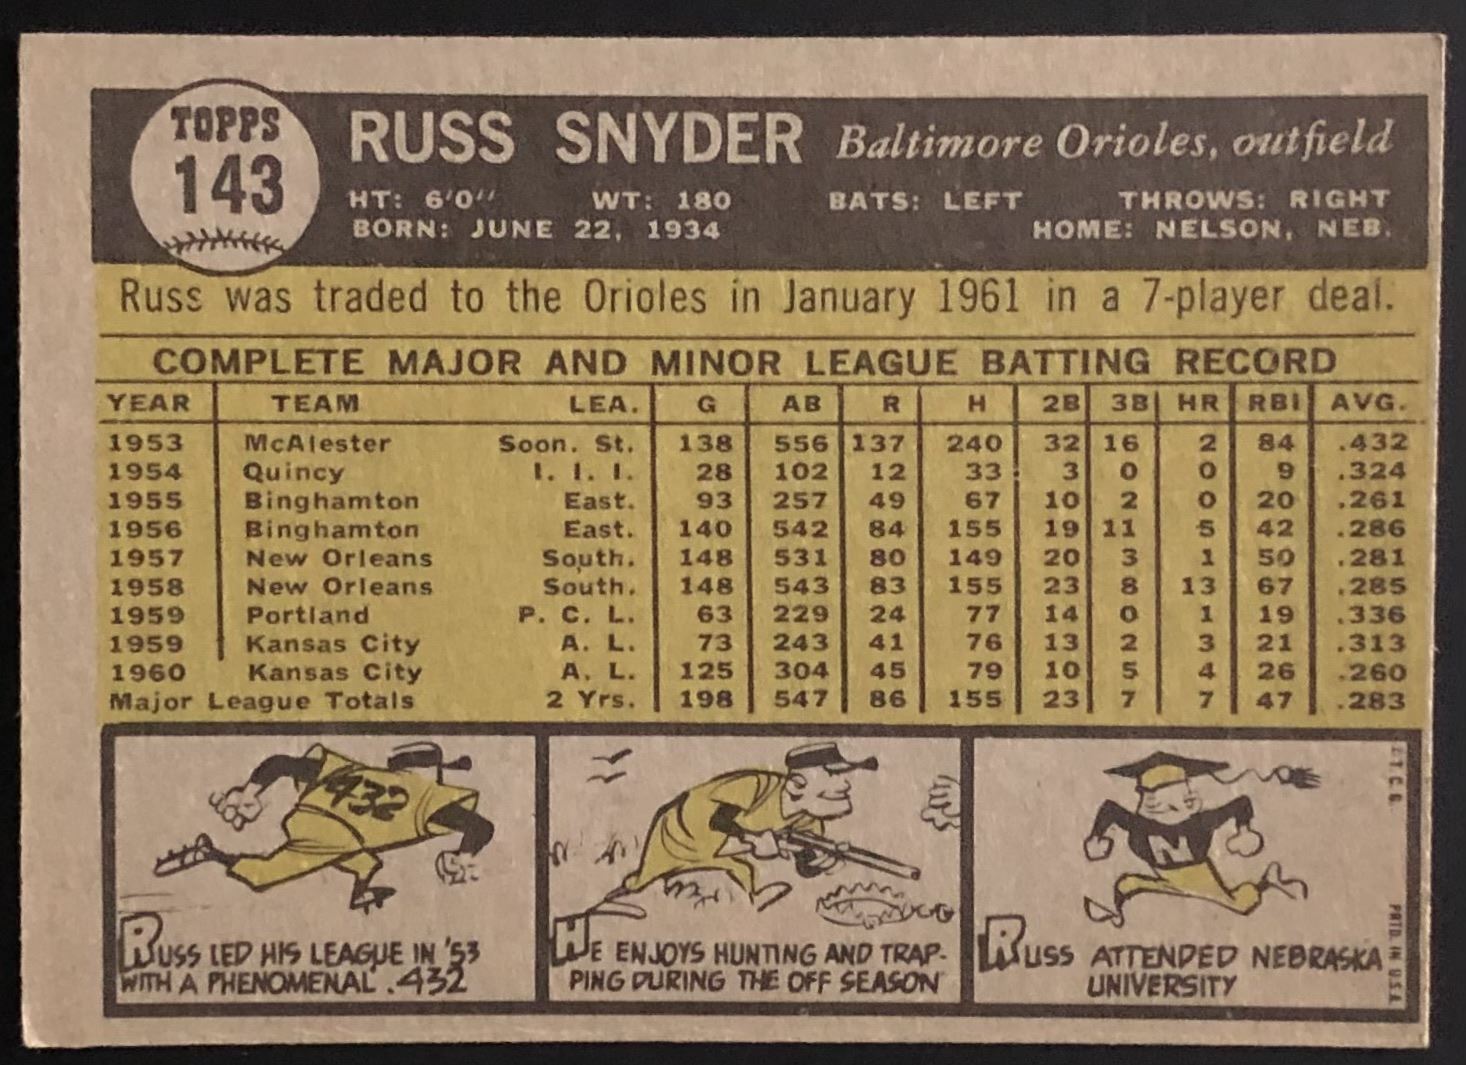 TOPPS
143
RUSS SNYDER Baltimore Orioles, outfield
HT: 6'0" WT: 180 BATS: LEFT THROWS: RIGHT
BORN: JUNE 22, 1934 HOME: NELSON, NEB.
Russ was traded to the Orioles in January 1961 in a 7-player deal.
COMPLETE MAJOR AND MINOR LEAGUE BATTING RECORD
YEAR TEAM LEA. G AB R H 2B 3B HR RBI AVG.
1953 McAlester Soon. St. 138 556 137 240 32 16 2 84 .432
1954 Quincy I. I. I. 28 102 12 33 3 0 0 9 .324
1955 Binghamton East. 93 257 49 67 10 2 0 20 .261
1956 Binghamton East. 140 542 84 155 19 11 5 42 .286
1957 New Orleans South. 148 531 80 149 20 3 1 50 .281
1958 New Orleans South. 148 543 83 155 23 8 13 67 .285
1959 Portland P. C. L. 63 229 24 77 14 0 1 19 .336
1959 Kansas City A. L. 73 243 41 76 13 2 3 21 .313
1960 Kansas City A. L. 125 304 45 79 10 5 4 26 .260
Major League Totals 2 Yrs. 198 547 86 155 23 7 7 47 .283
432
RUSS LED HIS LEAGUE IN '53
WITH A PHENOMENAL .432
HE ENJOYS HUNTING AND TRAP-
PING DURING THE OFF SEASON
N
RUSS ATTENDED NEBRASKA
UNIVERSITY
PRTD. IN U.S.A.